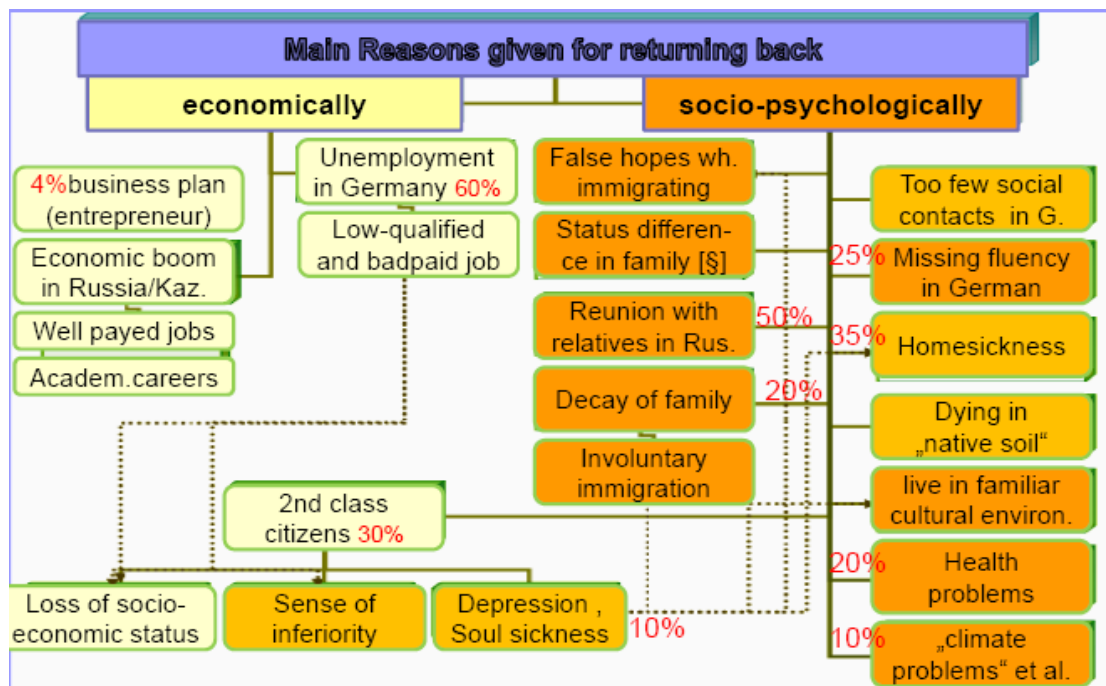 Main Reasons given for returning back
economically
socio-psychologically
4%business plan
(entrepreneur)
Economic boom
in Russia/Kaz.
Well payed jobs
Academ.careers
Unemployment
in Germany 60%
Low-qualified
and badpaid job
False hopes wh.
immigrating
Status differen-
ce in family [§]
Reunion with
relatives in Rus.
50%
Decay of family
20%
Involuntary
immigration
Too few social
contacts in G.
25%
Missing fluency
in German
35%
Homesickness
Dying in
„native soil“
live in familiar
cultural environ.
20%
Health
problems
10%
„climate
problems“ et al.
2nd class
citizens 30%
Loss of socio-
economic status
Sense of
inferiority
Depression ,
Soul sickness
10%